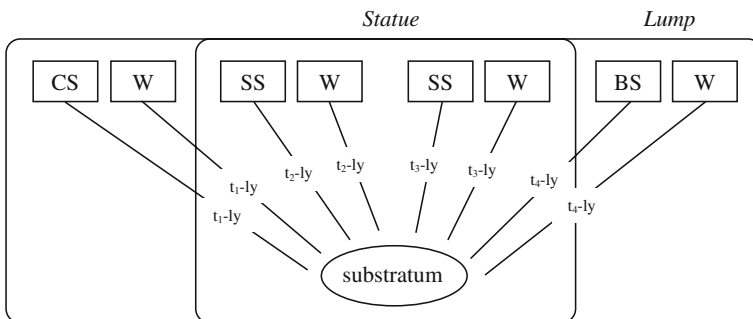 Statue Lump
CS W SS W SS W BS W
t₂-ly t₂-ly t₃-ly t₃-ly
t₁-ly t₄-ly
t₁-ly t₄-ly
substratum